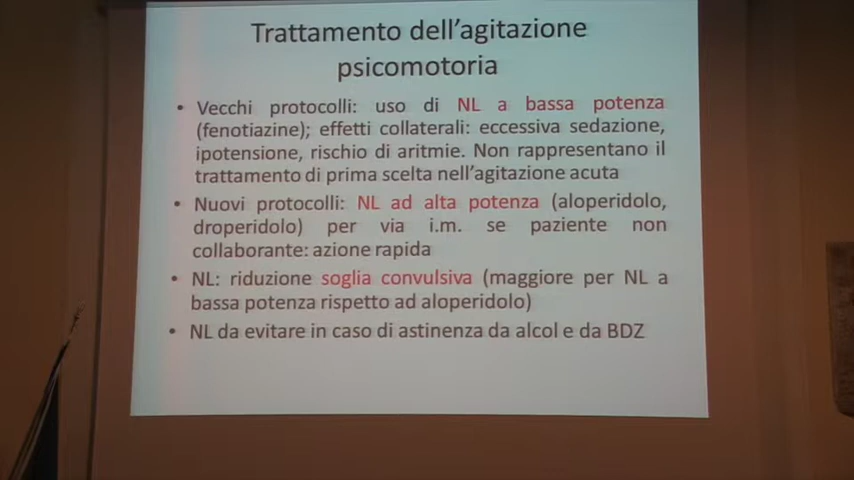 Trattamento dell'agitazione
psicomotoria
• Vecchi protocolli: uso di NL a bassa potenza
(fenotiazine); effetti collaterali: eccessiva sedazione,
ipotensione, rischio di aritmie. Non rappresentano il
trattamento di prima scelta nell'agitazione acuta
• Nuovi protocolli: NL ad alta potenza (aloperidolo,
droperidolo) per via i.m. se paziente non
collaborante: azione rapida
• NL: riduzione soglia convulsiva (maggiore per NL a
bassa potenza rispetto ad aloperidolo)
• NL da evitare in caso di astinenza da alcol e da BDZ